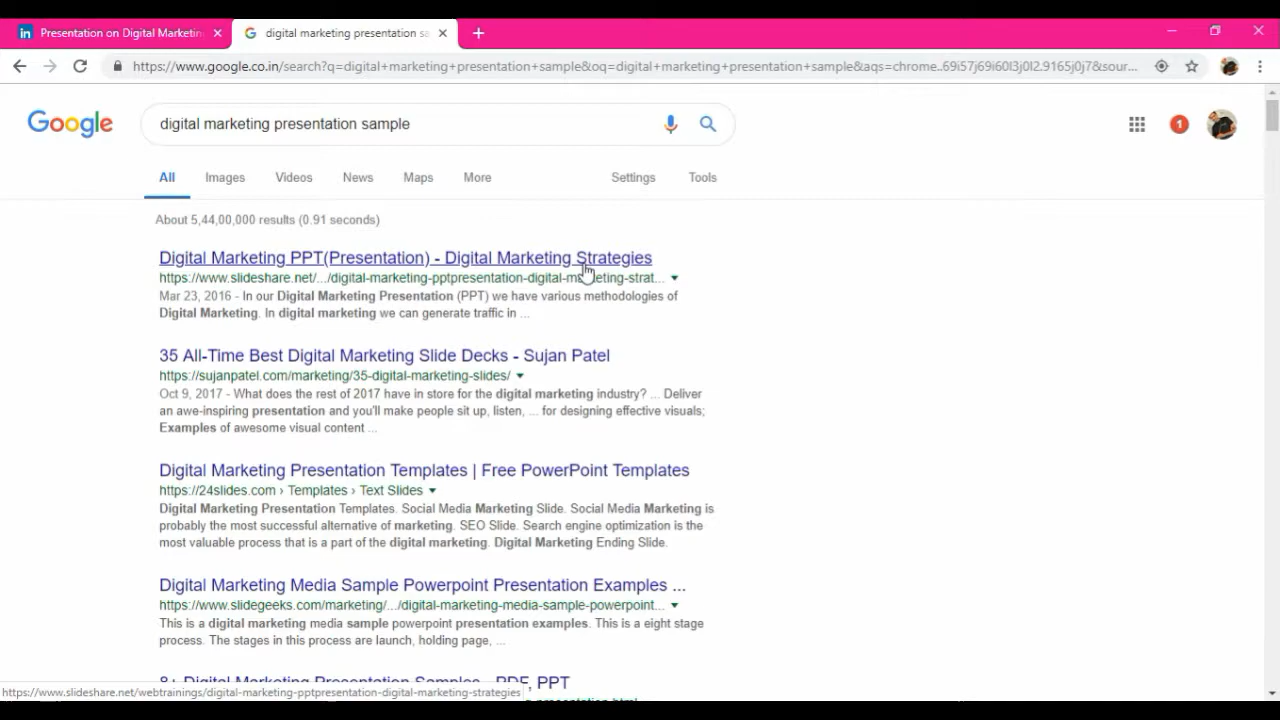 Presentation on Digital Marketin
digital marketing presentation sa
https://www.google.co.in/search?q=digital+marketing+presentation+sample&oq=digital+marketing+presentation+sample&aqs=chrome..69i57j69i60l3j0l2.9165j0j7&sour...
Google
digital marketing presentation sample
1
All
Images
Videos
News
Maps
More
Settings
Tools
About 5,44,00,000 results (0.91 seconds)
Digital Marketing PPT(Presentation) - Digital Marketing Strategies
https://www.slideshare.net/.../digital-marketing-pptpresentation-digital-marketing-strat...
Mar 23, 2016 - In our Digital Marketing Presentation (PPT) we have various methodologies of
Digital Marketing. In digital marketing we can generate traffic in ...
35 All-Time Best Digital Marketing Slide Decks - Sujan Patel
https://sujanpatel.com/marketing/35-digital-marketing-slides/
Oct 9, 2017 - What does the rest of 2017 have in store for the digital marketing industry? ... Deliver
an awe-inspiring presentation and you'll make people sit up, listen, ... for designing effective visuals;
Examples of awesome visual content ...
Digital Marketing Presentation Templates | Free PowerPoint Templates
https://24slides.com › Templates › Text Slides
Digital Marketing Presentation Templates. Social Media Marketing Slide. Social Media Marketing is
probably the most successful alternative of marketing. SEO Slide. Search engine optimization is the
most valuable process that is a part of the digital marketing. Digital Marketing Ending Slide.
Digital Marketing Media Sample Powerpoint Presentation Examples ...
https://www.slidegeeks.com/marketing/.../digital-marketing-media-sample-powerpoint...
This is a digital marketing media sample powerpoint presentation examples. This is a eight stage
process. The stages in this process are launch, holding page, ...
8+ Digital Marketing Presentation Samples - PDF, PPT
https://www.slideshare.net/webtrainings/digital-marketing-pptpresentation-digital-marketing-strategies